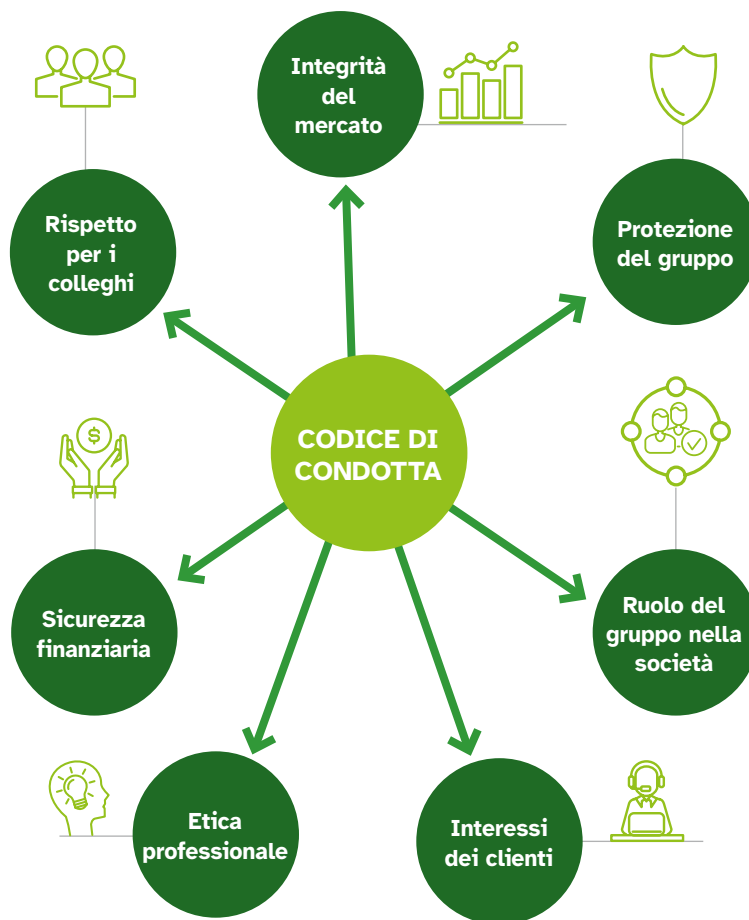 Integrità
del
mercato
Rispetto
per i
colleghi
Protezione
del gruppo
CODICE DI
CONDOTTA
$
Sicurezza
finanziaria
Ruolo del
gruppo nella
società
Etica
professionale
Interessi
dei clienti